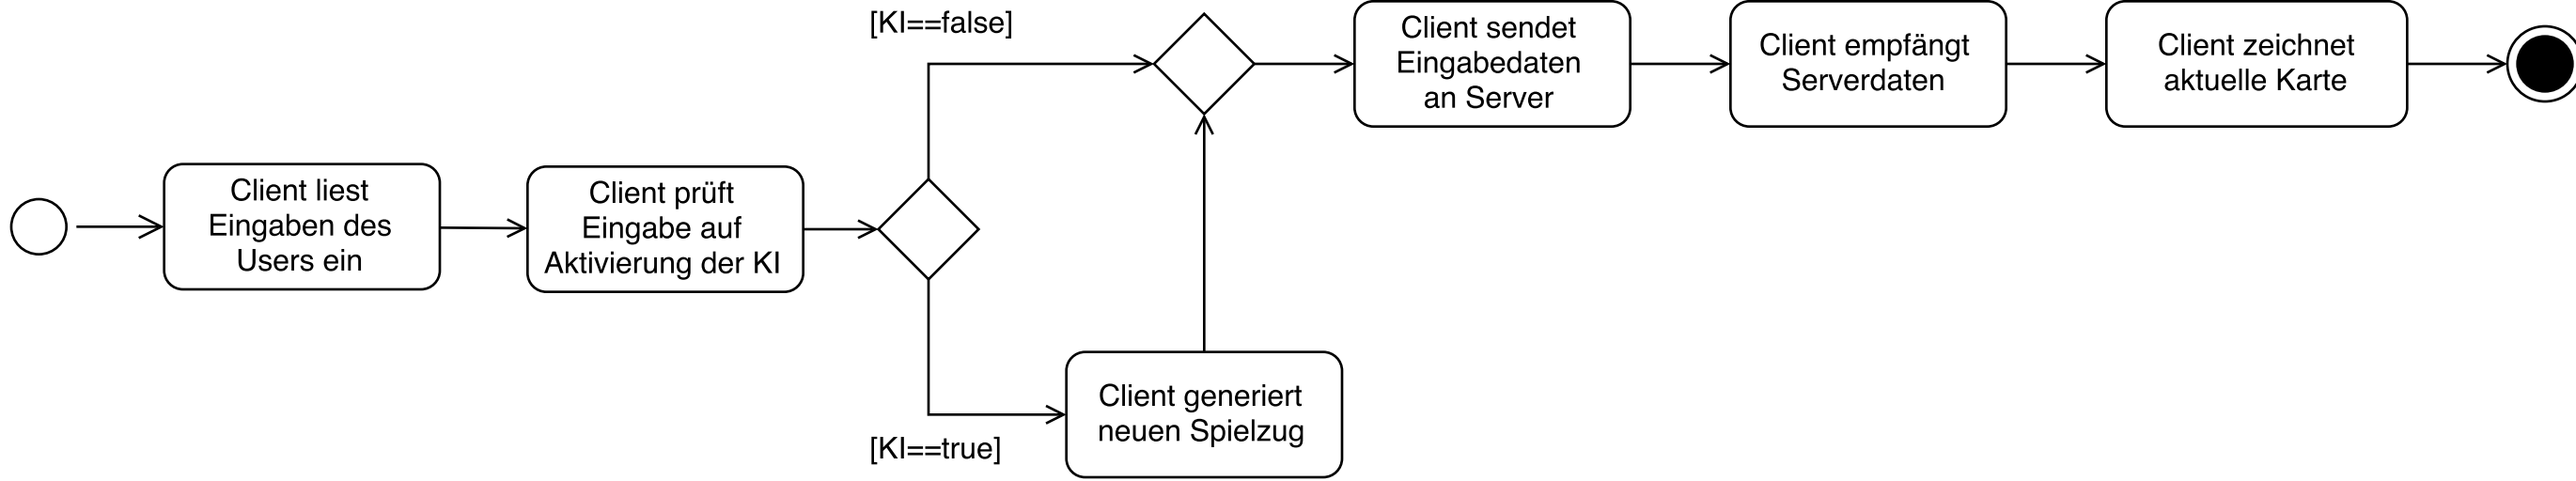 Client liest
Eingaben des
Users ein
Client prüft
Eingabe auf
Aktivierung der KI
[KI==false]
[KI==true]
Client generiert
neuen Spielzug
Client sendet
Eingabedaten
an Server
Client empfängt
Serverdaten
Client zeichnet
aktuelle Karte